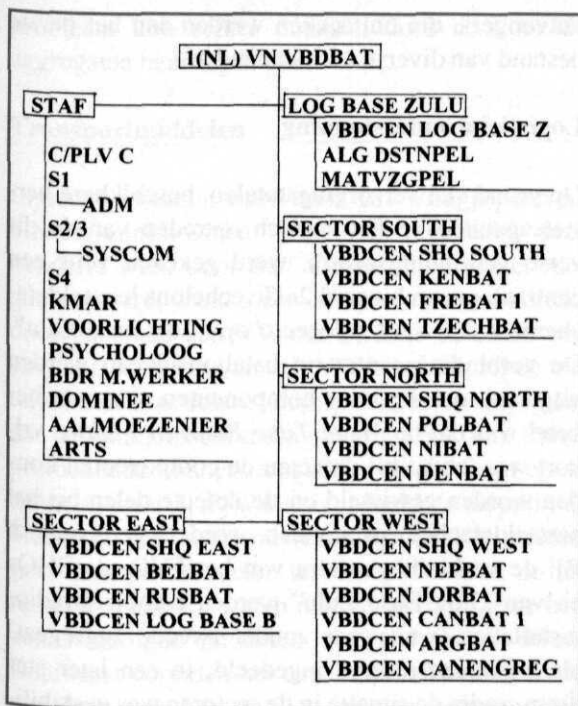 1(NL) VN VBDBAT
STAF
C/PLV C
S1
ADM
S2/3
SYSCOM
S4
KMAR
VOORLICHTING
PSYCHOLOOG
BDR M.WERKER
DOMINEE
AALMOEZENIER
ARTS
LOG BASE ZULU
VBDCEN LOG BASE Z
ALG DSTNPEL
MATVZGPEL
SECTOR SOUTH
VBDCEN SHQ SOUTH
VBDCEN FINBAT
VBDCEN FREBAT
VBDCEN TZECHBAT
SECTOR NORTH
VBDCEN SHQ NORTH
VBDCEN POLBAT
VBDCEN NIBAT
VBDCEN DENBAT
SECTOR EAST
VBDCEN SHQ EAST
VBDCEN BELBAT
VBDCEN RUSBAT
VBDCEN LOG BASE B
SECTOR WEST
VBDCEN SHQ WEST
VBDCEN NEPBAT
VBDCEN JORBAT
VBDCEN CANBAT 1
VBDCEN ARGBAT
VBDCEN CANENGREG